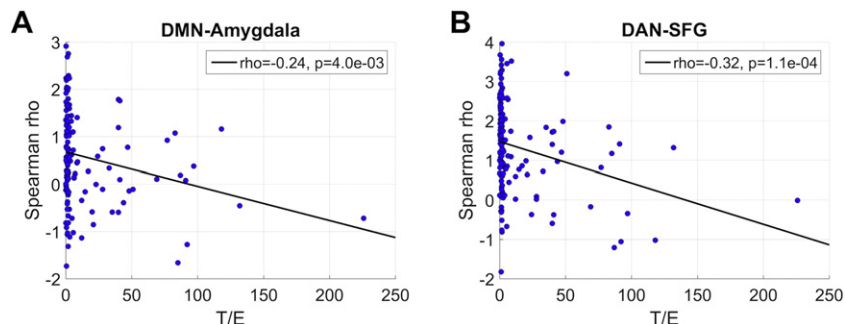 A
DMN-Amygdala
rho=-0.24, p=4.0e-03
Spearman rho
3
2
1
0
-1
-2
0 50 100 150 200 250
T/E
B
DAN-SFG
rho=-0.32, p=1.1e-04
Spearman rho
4
3
2
1
0
-1
-2
0 50 100 150 200 250
T/E